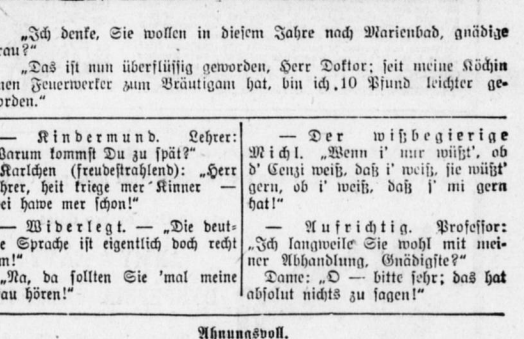 „Ich denke, Sie wollen in diesem Jahre nach Marienbad, gnädige
rau?“
„Das ist nun überflüssig geworden, Herr Doktor; seit meine Köchin
nen Feuerwerker zum Bräutigam hat, bin ich 10 Pfund leichter ge-
orden.“
— Kindermund. Lehrer:
Warum kommst Du zu spät?“
Karlchen (freudestrahlend): „Herr
ehrer, heit kriege mer Kinner —
ei hawe mer schon!“
— Widerlegt. — „Die deut-
e Sprache ist eigentlich doch recht
m!“
„Na, da sollten Sie 'mal meine
au hören!“
— Der wißbegierige
Michl. „Wenn i' nur wüßt', ob
d' Cenzi weiß, daß i' weiß, sie wüßt'
gern, ob i' weiß, daß s' mi gern
hat!“
— Aufrichtig. Professor:
„Ich langweile Sie wohl mit mei-
ner Abhandlung, Gnädigste?“
Dame: „O — bitte sehr; das hat
absolut nichts zu sagen!“
Ahnungsvoll.